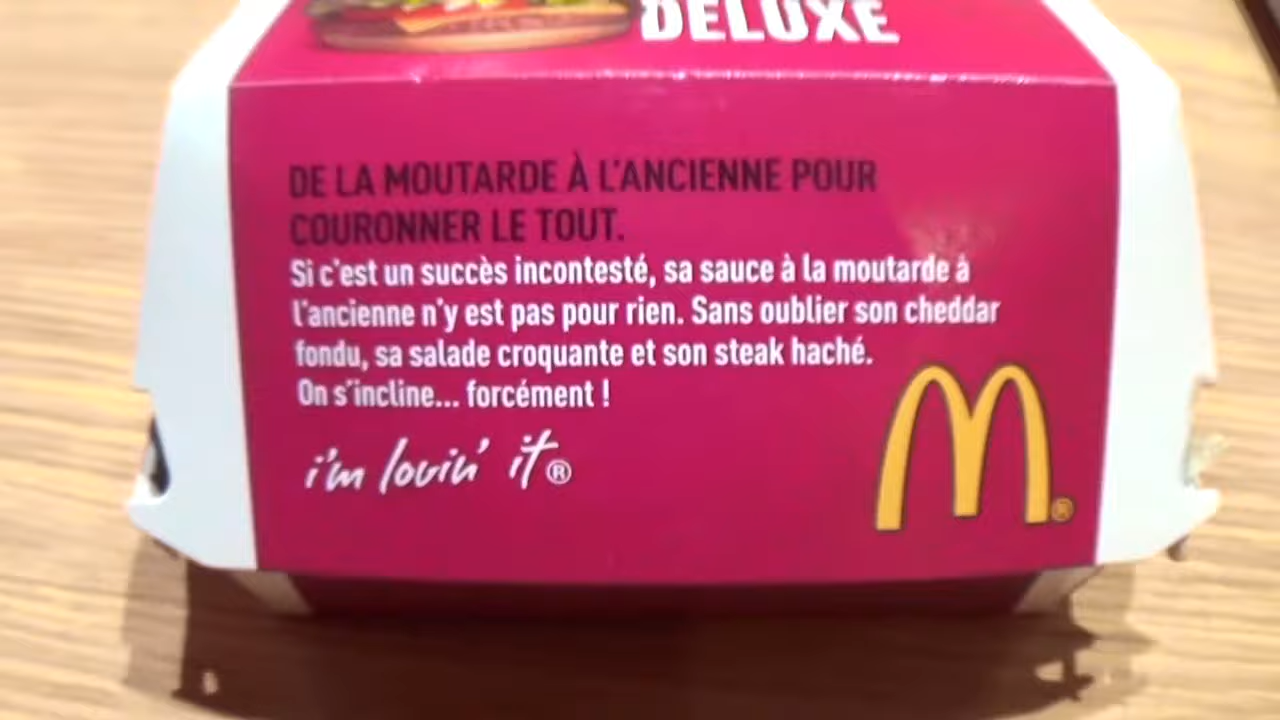 DELUXE
DE LA MOUTARDE À L'ANCIENNE POUR
COURONNER LE TOUT.
Si c'est un succès incontesté, sa sauce à la moutarde à
l'ancienne n'y est pas pour rien. Sans oublier son cheddar
fondu, sa salade croquante et son steak haché.
On s'incline... forcément !
i'm lovin' it®
M®